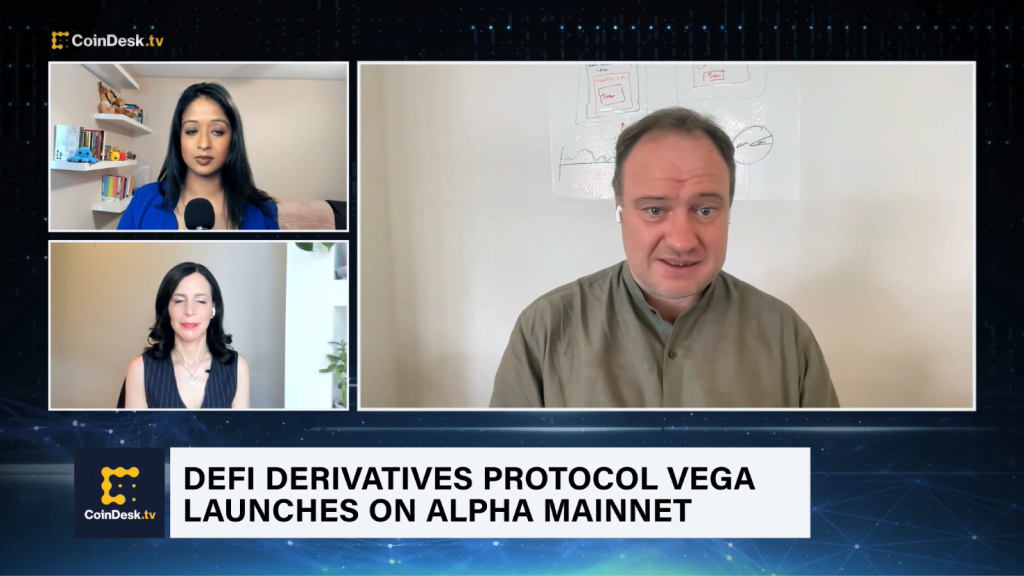 CoinDesk.tv
DEFI DERIVATIVES PROTOCOL VEGA
LAUNCHES ON ALPHA MAINNET
CoinDesk.tv